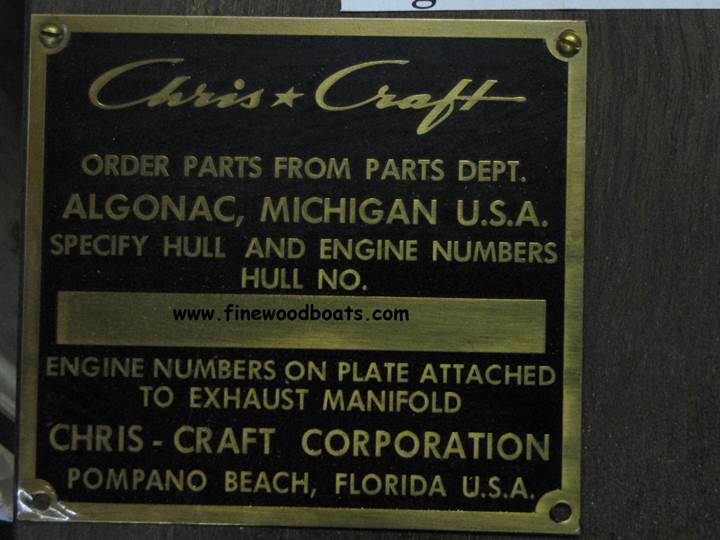 Chris★Craft
ORDER PARTS FROM PARTS DEPT.
ALGONAC, MICHIGAN U.S.A.
SPECIFY HULL AND ENGINE NUMBERS
HULL NO.
www.finewoodboats.com
ENGINE NUMBERS ON PLATE ATTACHED
TO EXHAUST MANIFOLD
CHRIS-CRAFT CORPORATION
POMPANO BEACH, FLORIDA U.S.A.